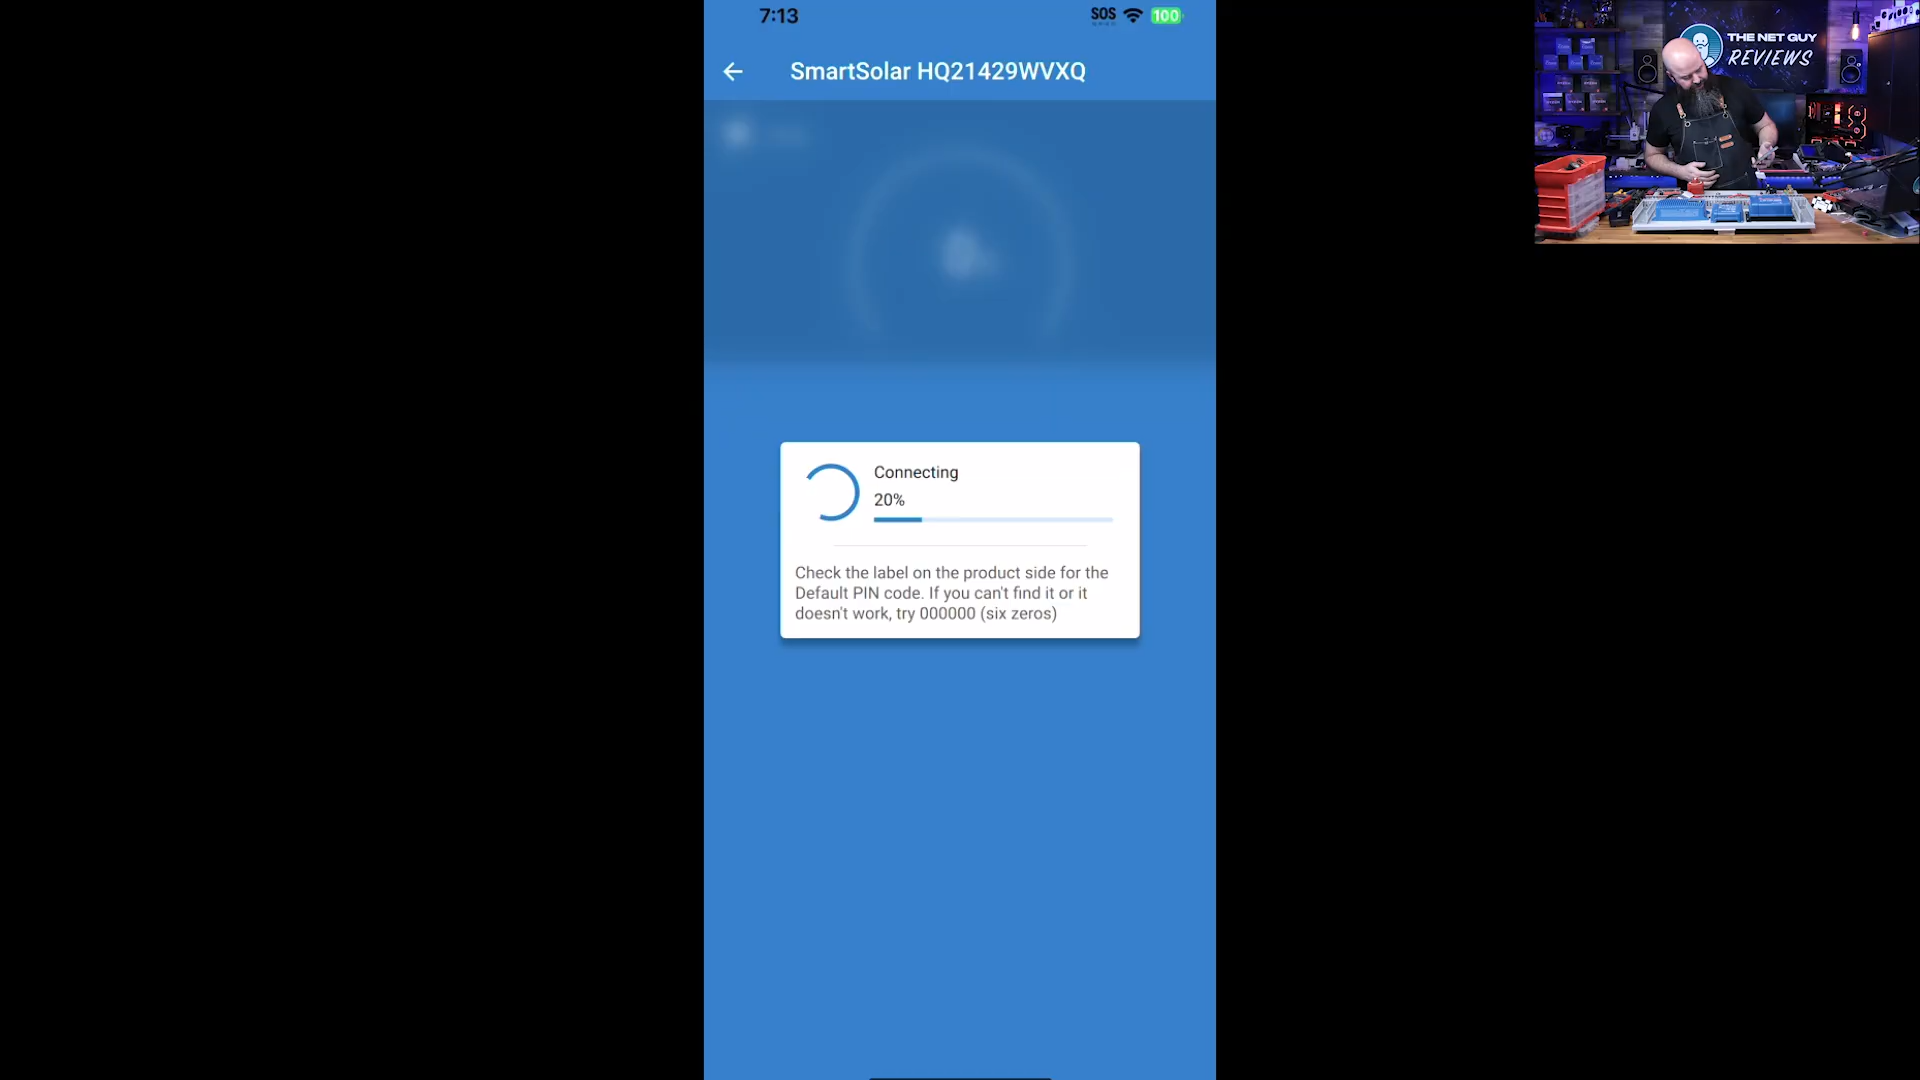 7:13
SOS
100
SmartSolar HQ21429WVXQ
Connecting
20%
Check the label on the product side for the
Default PIN code. If you can't find it or it
doesn't work, try 000000 (six zeros)
THE NET GUY
REVIEWS